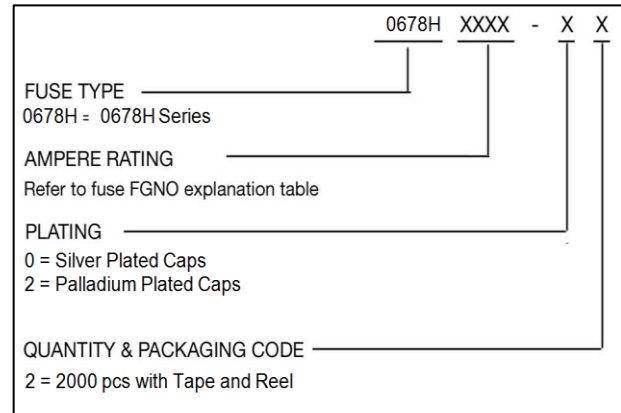 0678H XXXX - X X
FUSE TYPE
0678H = 0678H Series
AMPERE RATING
Refer to fuse FGNO explanation table
PLATING
0 = Silver Plated Caps
2 = Palladium Plated Caps
QUANTITY & PACKAGING CODE
2 = 2000 pcs with Tape and Reel